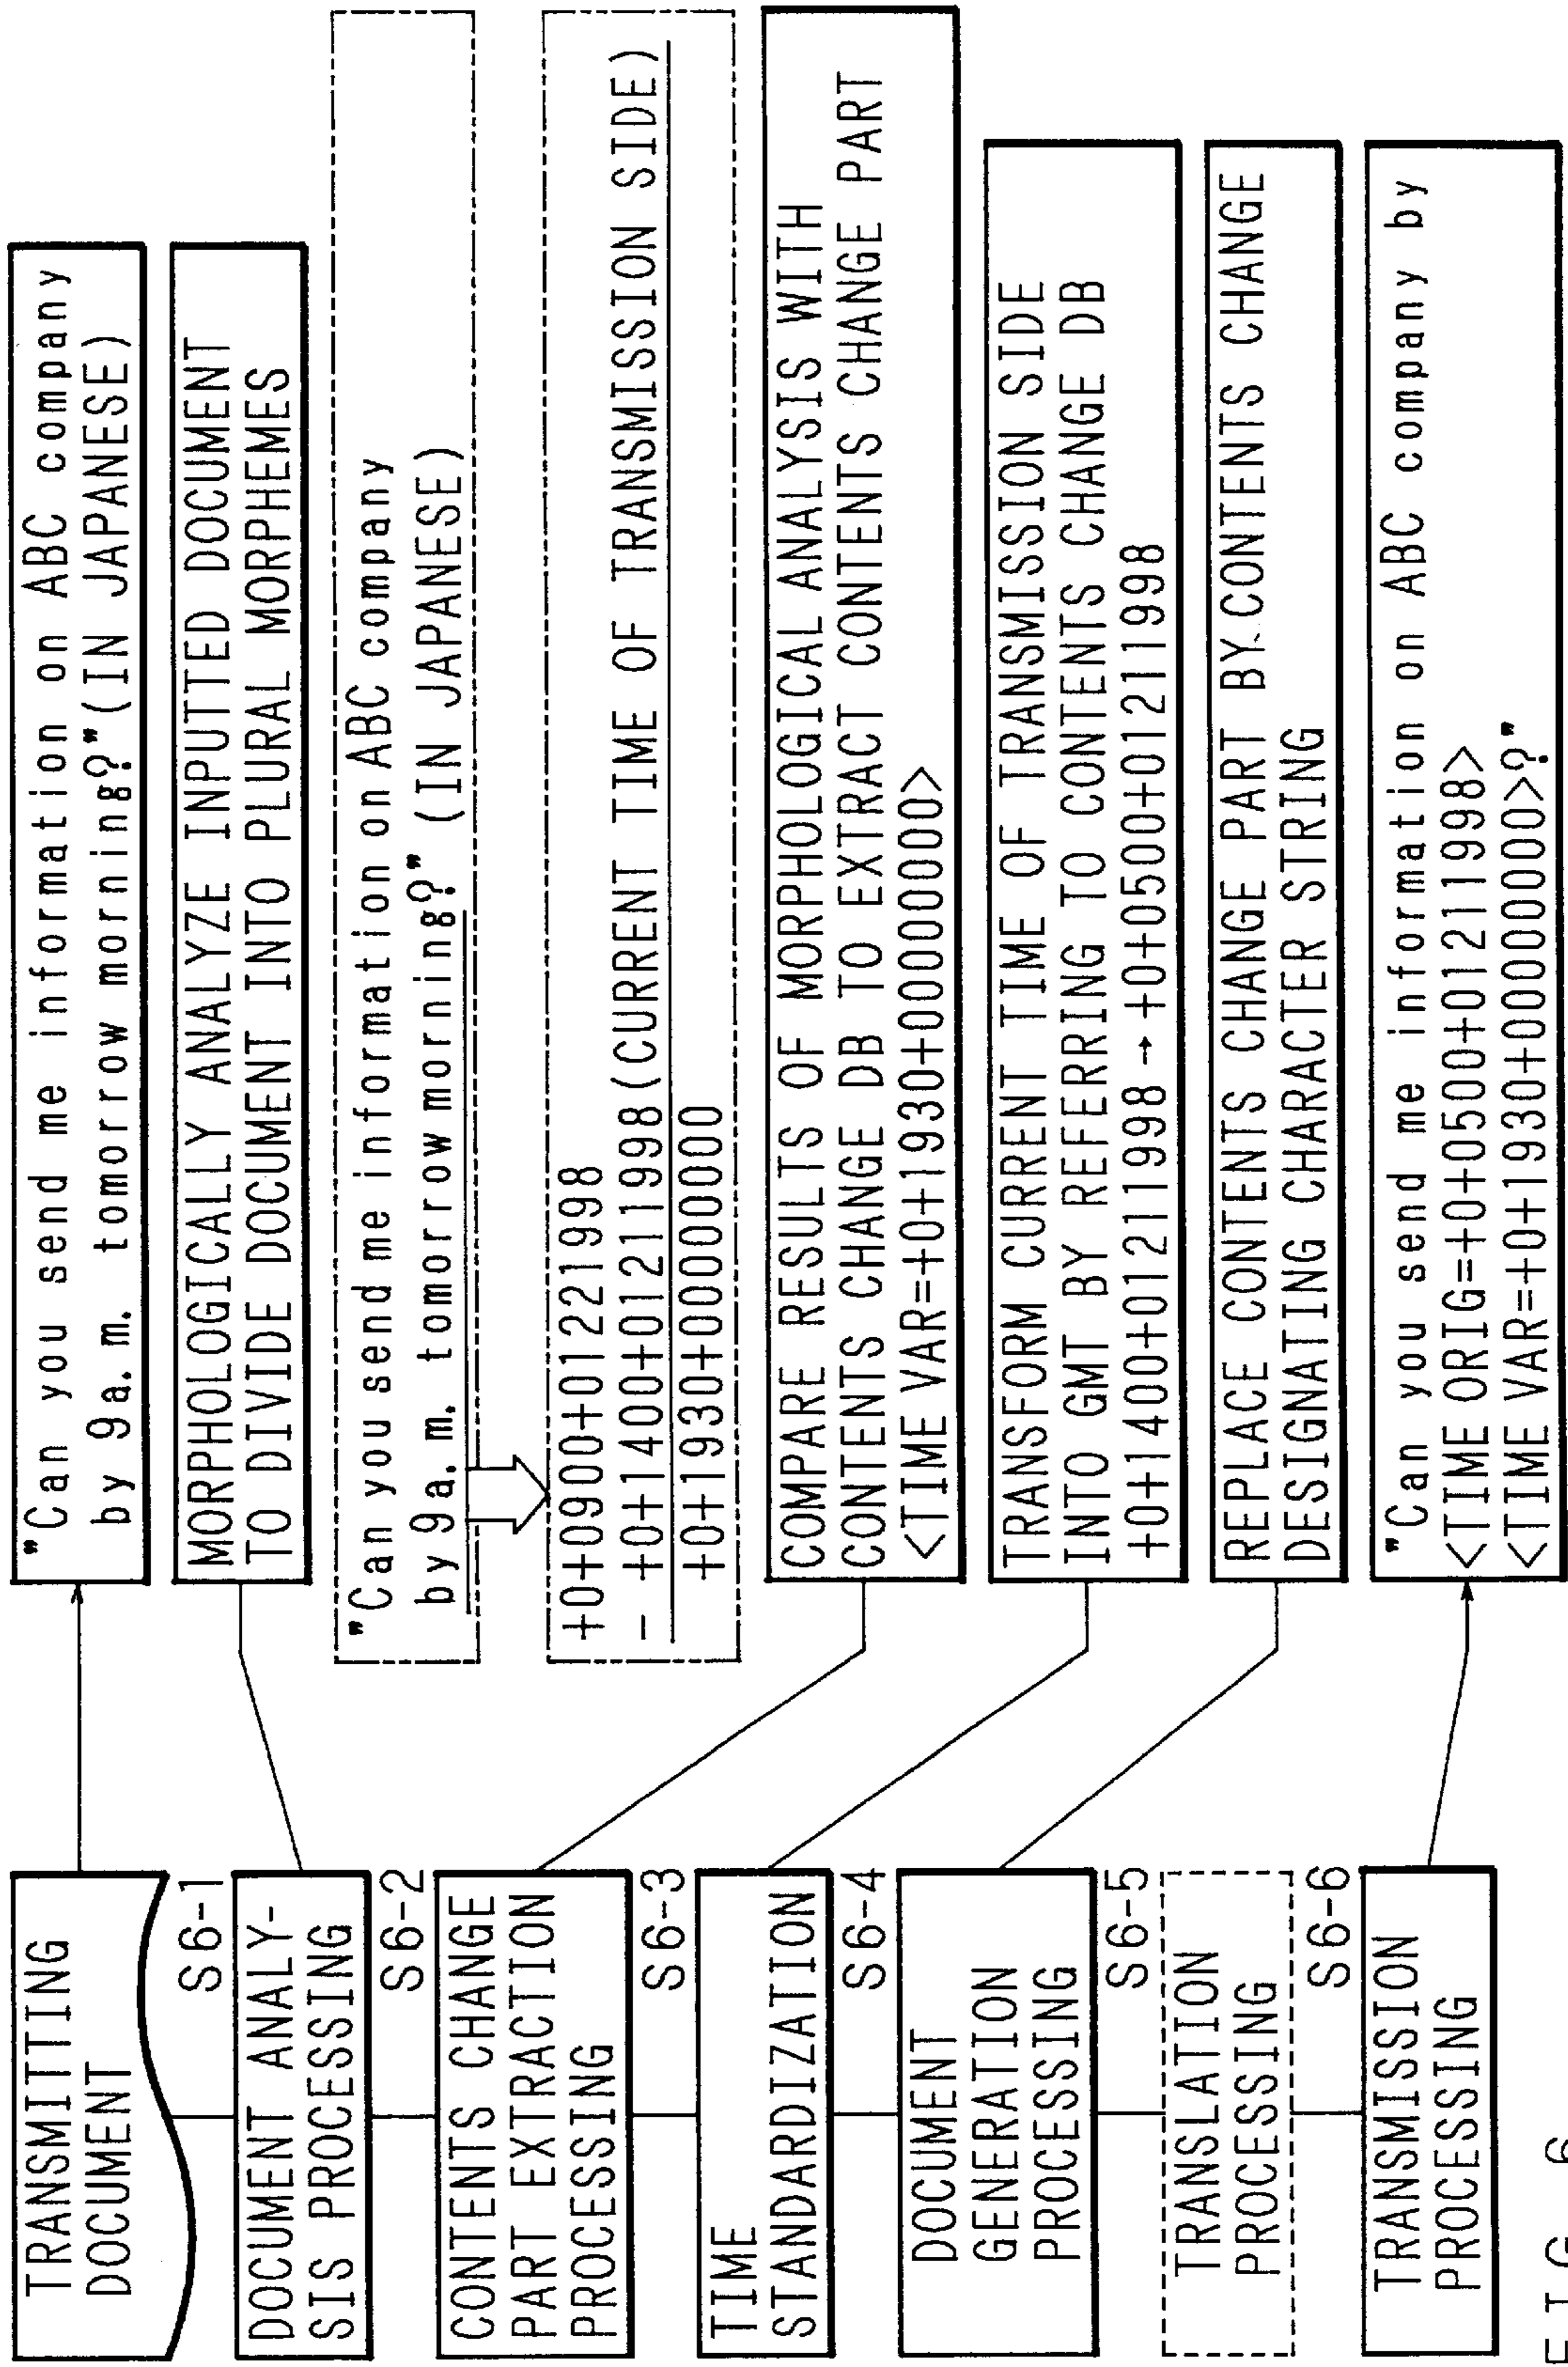 TRANSMITTING
DOCUMENT
S6-1
DOCUMENT ANALY-
SIS PROCESSING
S6-2
CONTENTS CHANGE
PART EXTRACTION
PROCESSING
S6-3
TIME
STANDARDIZATION
S6-4
DOCUMENT
GENERATION
PROCESSING
S6-5
TRANSLATION
PROCESSING
S6-6
TRANSMISSION
PROCESSING
"Can you send me information on ABC company
by 9a.m. tomorrow morning?"(IN JAPANESE)
MORPHOLOGICALLY ANALYZE INPUTTED DOCUMENT
TO DIVIDE DOCUMENT INTO PLURAL MORPHEMES
"Can you send me information on ABC company
by 9a.m. tomorrow morning?" (IN JAPANESE)
+0+0900+01221998
- +0+1400+01211998(CURRENT TIME OF TRANSMISSION SIDE)
+0+1930+00000000
COMPARE RESULTS OF MORPHOLOGICAL ANALYSIS WITH
CONTENTS CHANGE DB TO EXTRACT CONTENTS CHANGE PART
<TIME VAR=+0+1930+00000000>
TRANSFORM CURRENT TIME OF TRANSMISSION SIDE
INTO GMT BY REFERRING TO CONTENTS CHANGE DB
+0+1400+01211998→+0+0500+01211998
REPLACE CONTENTS CHANGE PART BY CONTENTS CHANGE
DESIGNATING CHARACTER STRING
"Can you send me information on ABC company by
<TIME ORIG=+0+0500+01211998>
<TIME VAR=+0+1930+00000000>?"
FIG. 6